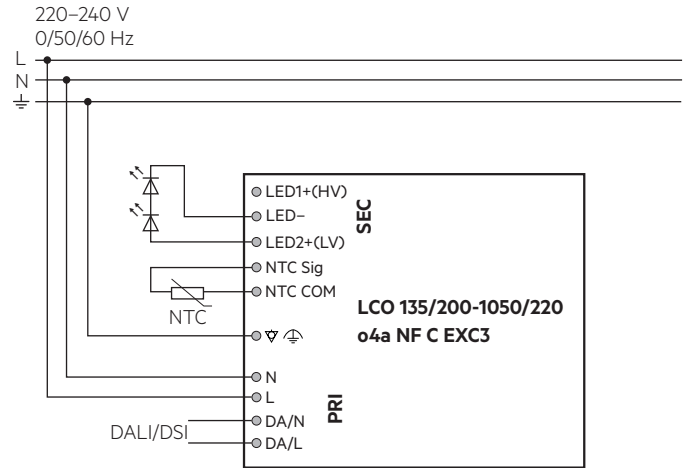 220–240 V
0/50/60 Hz
L
N
LED1+(HV)
LED–
SEC
LED2+(LV)
NTC Sig
NTC COM
NTC
LCO 135/200-1050/220
o4a NF C EXC3
N
L
PRI
DA/N
DALI/DSI
DA/L